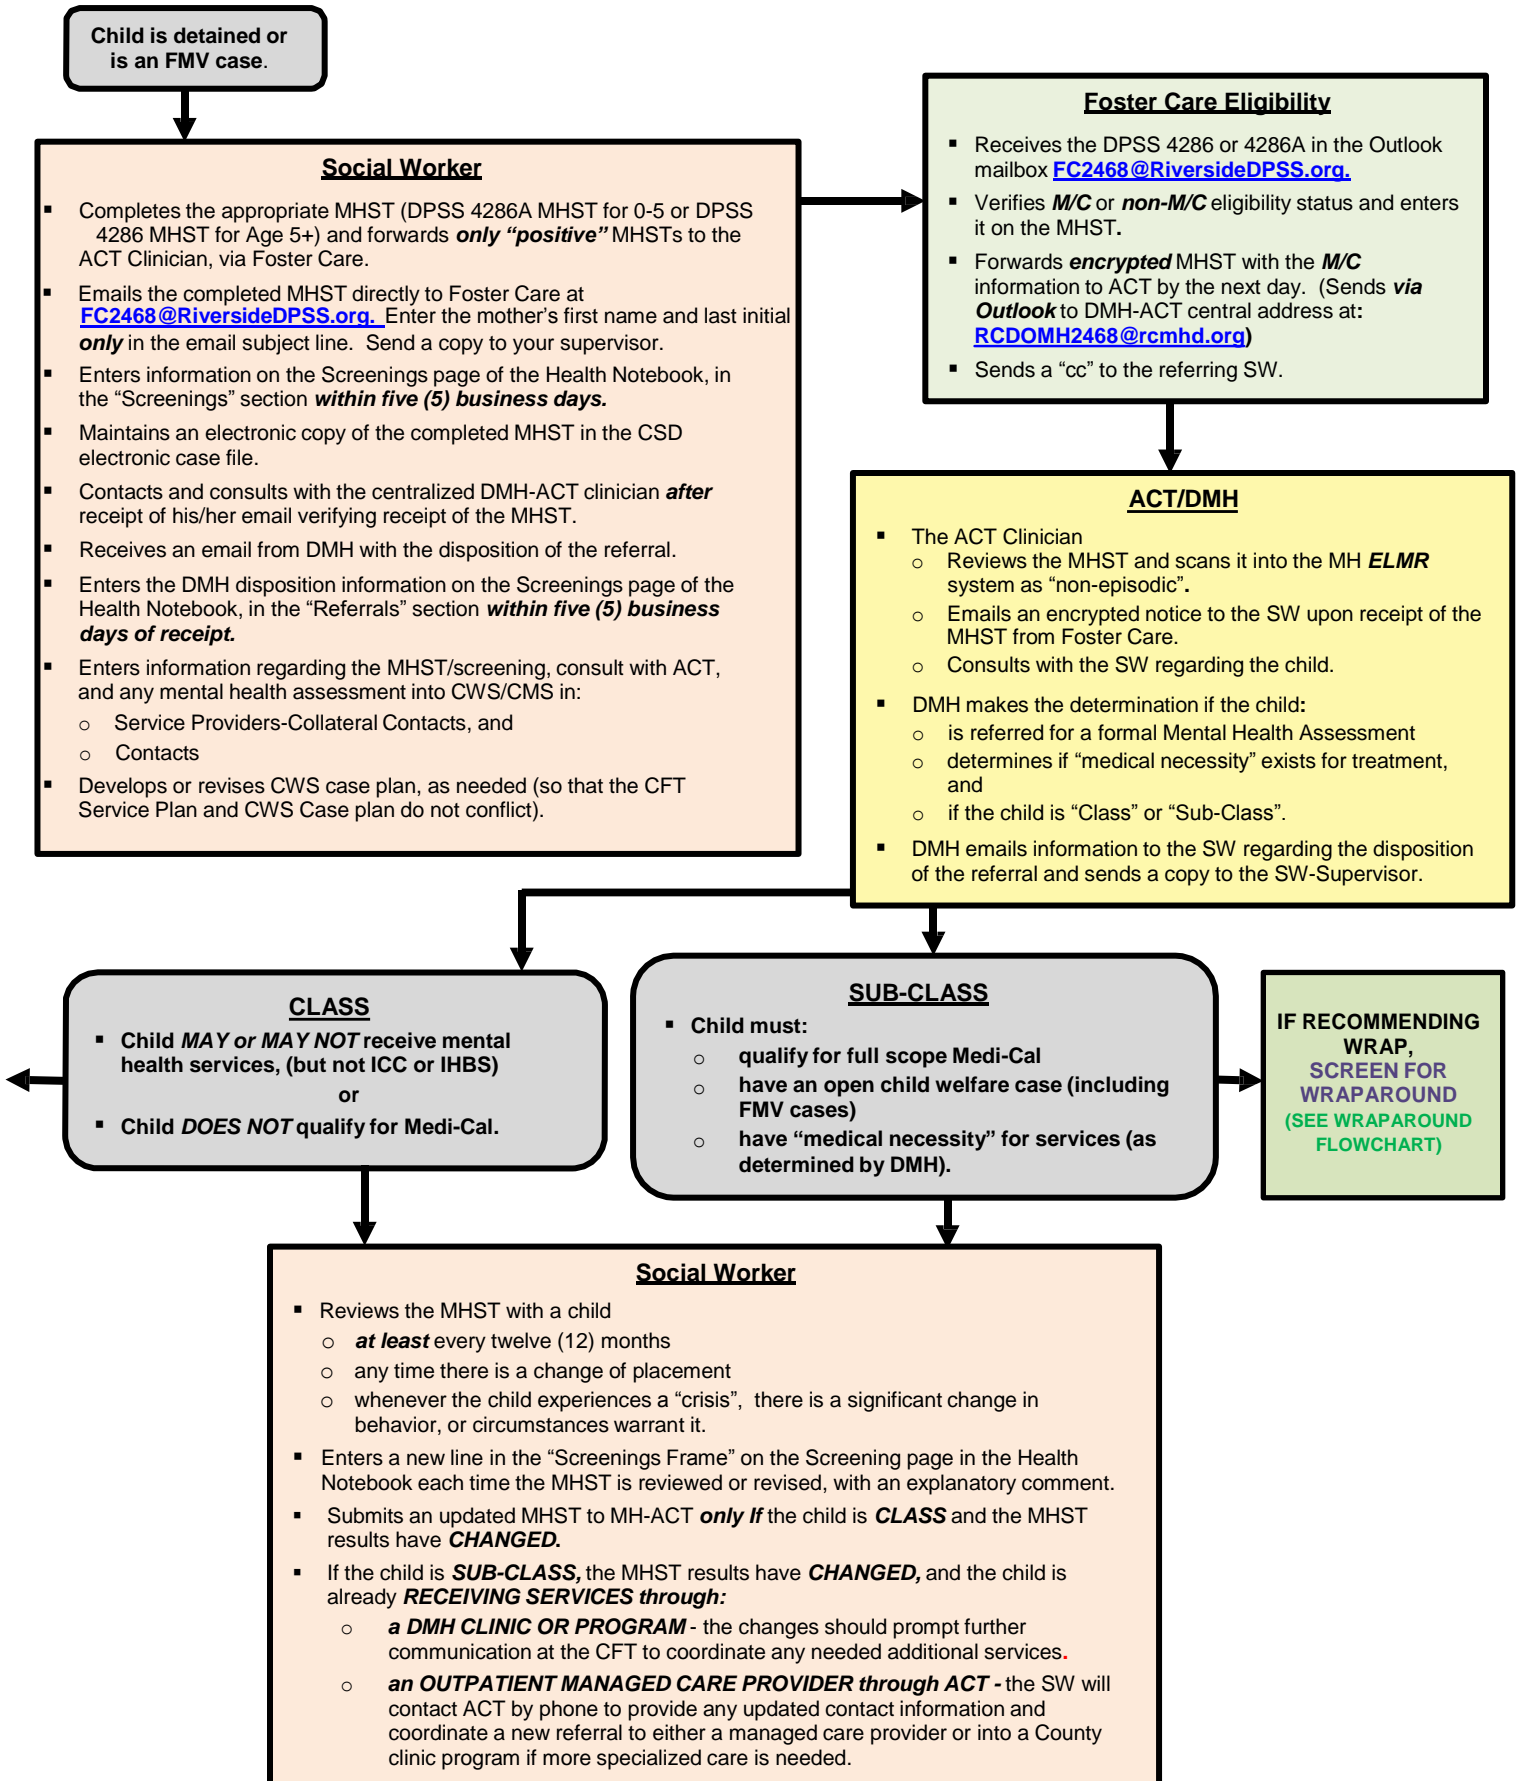 Child is detained or
is an FMV case.
Social Worker
▪ Completes the appropriate MHST (DPSS 4286A MHST for 0-5 or DPSS
4286 MHST for Age 5+) and forwards only “positive” MHSTs to the
ACT Clinician, via Foster Care.
▪ Emails the completed MHST directly to Foster Care at
FC2468@RiversideDPSS.org. Enter the mother’s first name and last initial
only in the email subject line. Send a copy to your supervisor.
▪ Enters information on the Screenings page of the Health Notebook, in
the “Screenings” section within five (5) business days.
▪ Maintains an electronic copy of the completed MHST in the CSD
electronic case file.
▪ Contacts and consults with the centralized DMH-ACT clinician after
receipt of his/her email verifying receipt of the MHST.
▪ Receives an email from DMH with the disposition of the referral.
▪ Enters the DMH disposition information on the Screenings page of the
Health Notebook, in the “Referrals” section within five (5) business
days of receipt.
▪ Enters information regarding the MHST/screening, consult with ACT,
and any mental health assessment into CWS/CMS in:
o Service Providers-Collateral Contacts, and
o Contacts
▪ Develops or revises CWS case plan, as needed (so that the CFT
Service Plan and CWS Case plan do not conflict).
Foster Care Eligibility
▪ Receives the DPSS 4286 or 4286A in the Outlook
mailbox FC2468@RiversideDPSS.org.
▪ Verifies M/C or non-M/C eligibility status and enters
it on the MHST.
▪ Forwards encrypted MHST with the M/C
information to ACT by the next day. (Sends via
Outlook to DMH-ACT central address at:
RCDOMH2468@rcmhd.org)
▪ Sends a “cc” to the referring SW.
ACT/DMH
▪ The ACT Clinician
o Reviews the MHST and scans it into the MH ELMR
system as “non-episodic”.
o Emails an encrypted notice to the SW upon receipt of the
MHST from Foster Care.
o Consults with the SW regarding the child.
▪ DMH makes the determination if the child:
o is referred for a formal Mental Health Assessment
o determines if “medical necessity” exists for treatment,
and
o if the child is “Class” or “Sub-Class”.
▪ DMH emails information to the SW regarding the disposition
of the referral and sends a copy to the SW-Supervisor.
CLASS
▪ Child MAY or MAY NOT receive mental
health services, (but not ICC or IHBS)
or
▪ Child DOES NOT qualify for Medi-Cal.
SUB-CLASS
▪ Child must:
o qualify for full scope Medi-Cal
o have an open child welfare case (including
FMV cases)
o have “medical necessity” for services (as
determined by DMH).
IF RECOMMENDING
WRAP,
SCREEN FOR
WRAPAROUND
(SEE WRAPAROUND
FLOWCHART)
Social Worker
▪ Reviews the MHST with a child
o at least every twelve (12) months
o any time there is a change of placement
o whenever the child experiences a “crisis”, there is a significant change in
behavior, or circumstances warrant it.
▪ Enters a new line in the “Screenings Frame” on the Screening page in the Health
Notebook each time the MHST is reviewed or revised, with an explanatory comment.
▪ Submits an updated MHST to MH-ACT only If the child is CLASS and the MHST
results have CHANGED.
▪ If the child is SUB-CLASS, the MHST results have CHANGED, and the child is
already RECEIVING SERVICES through:
o a DMH CLINIC OR PROGRAM - the changes should prompt further
communication at the CFT to coordinate any needed additional services.
o an OUTPATIENT MANAGED CARE PROVIDER through ACT - the SW will
contact ACT by phone to provide any updated contact information and
coordinate a new referral to either a managed care provider or into a County
clinic program if more specialized care is needed.